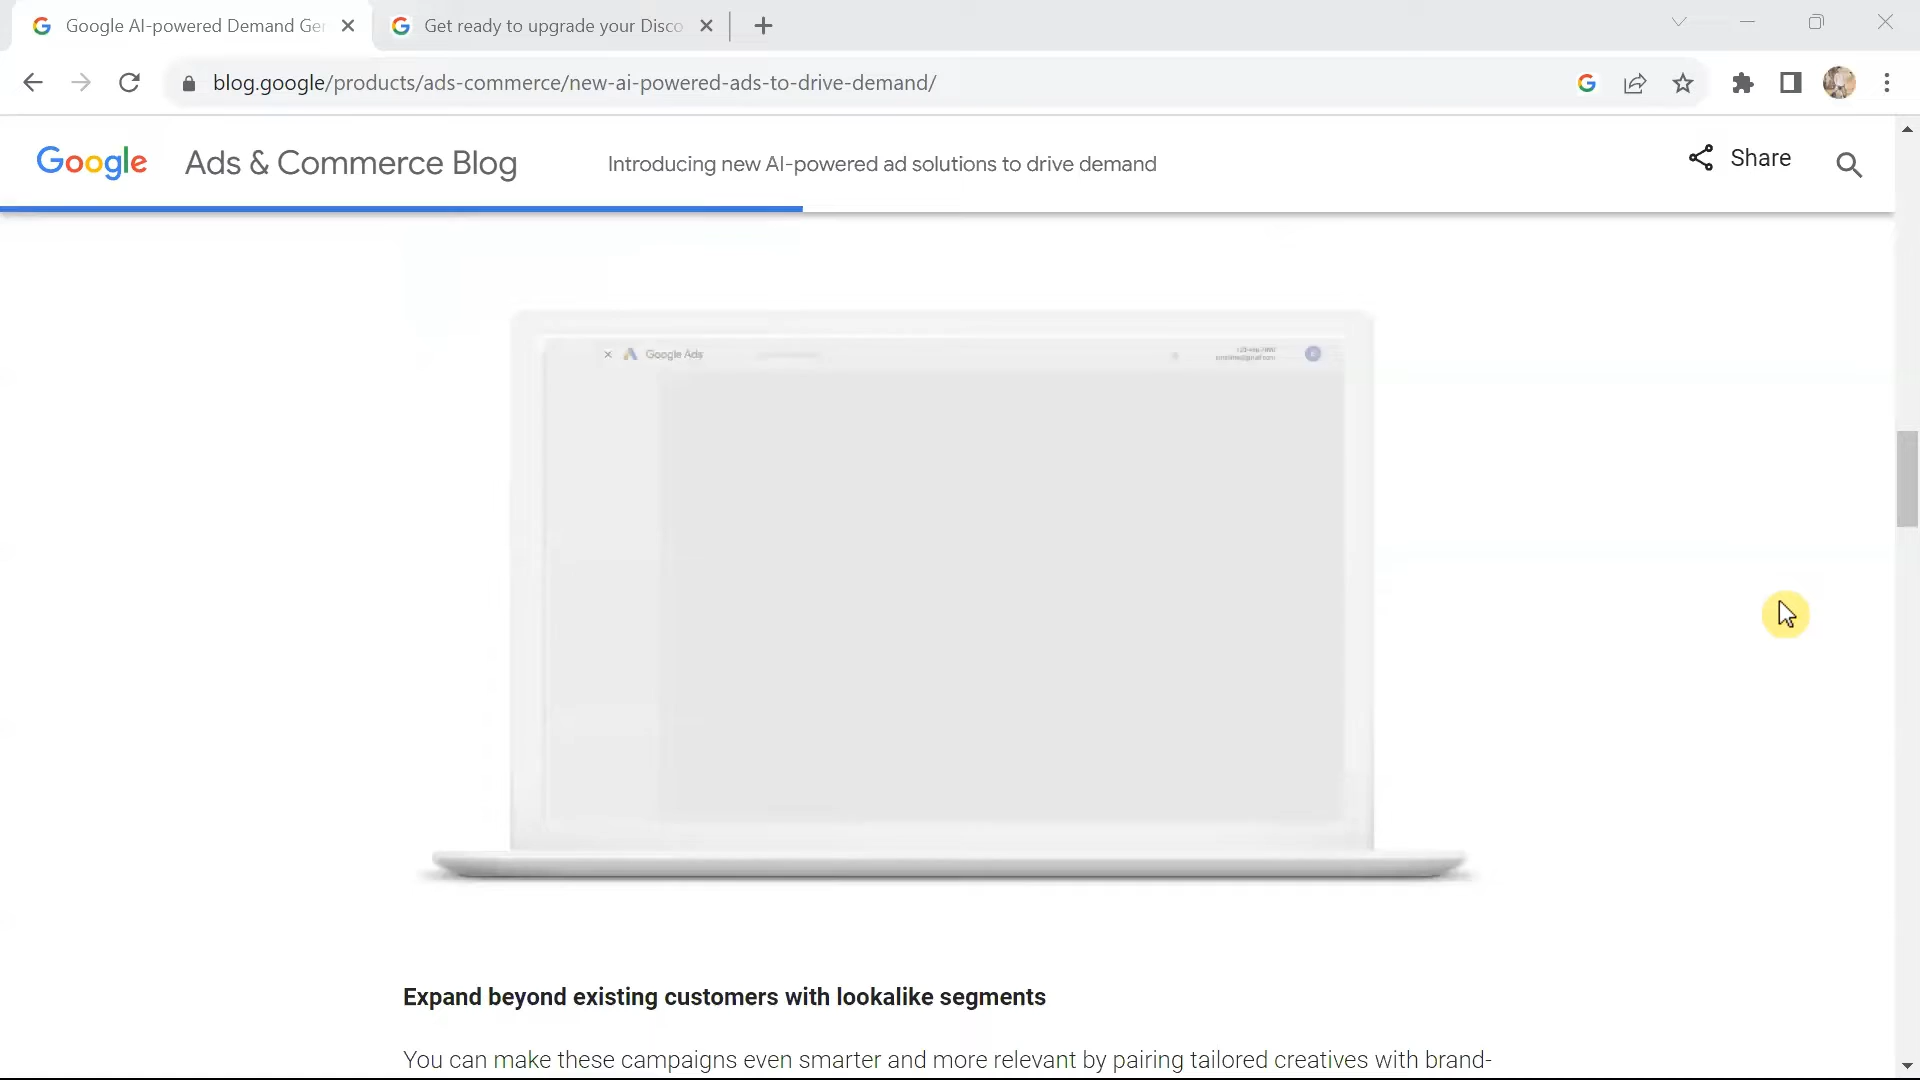 Google AI-powered Demand Ger
Get ready to upgrade your Disco
blog.google/products/ads-commerce/new-ai-powered-ads-to-drive-demand/
Google Ads & Commerce Blog
Introducing new AI-powered ad solutions to drive demand
Share
Google Ads
Expand beyond existing customers with lookalike segments
You can make these campaigns even smarter and more relevant by pairing tailored creatives with brand-